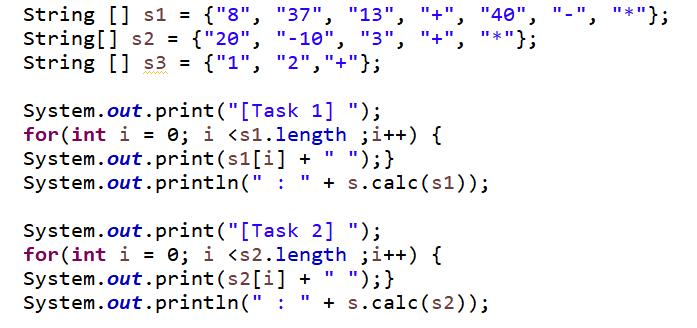 String [] s1 = {"8", "37", "13", "+", "40", "-", "*"};
String[] s2 = {"20", "-10", "3", "+", "*"};
String [] s3 = {"1", "2","+"};
System.out.print("[Task 1] ");
for(int i = 0; i <s1.length ;i++) {
System.out.print(s1[i] + " ");}
System.out.println(" : " + s.calc(s1));
System.out.print("[Task 2] ");
for(int i = 0; i <s2.length ;i++) {
System.out.print(s2[i] + " ");}
System.out.println(" : " + s.calc(s2));